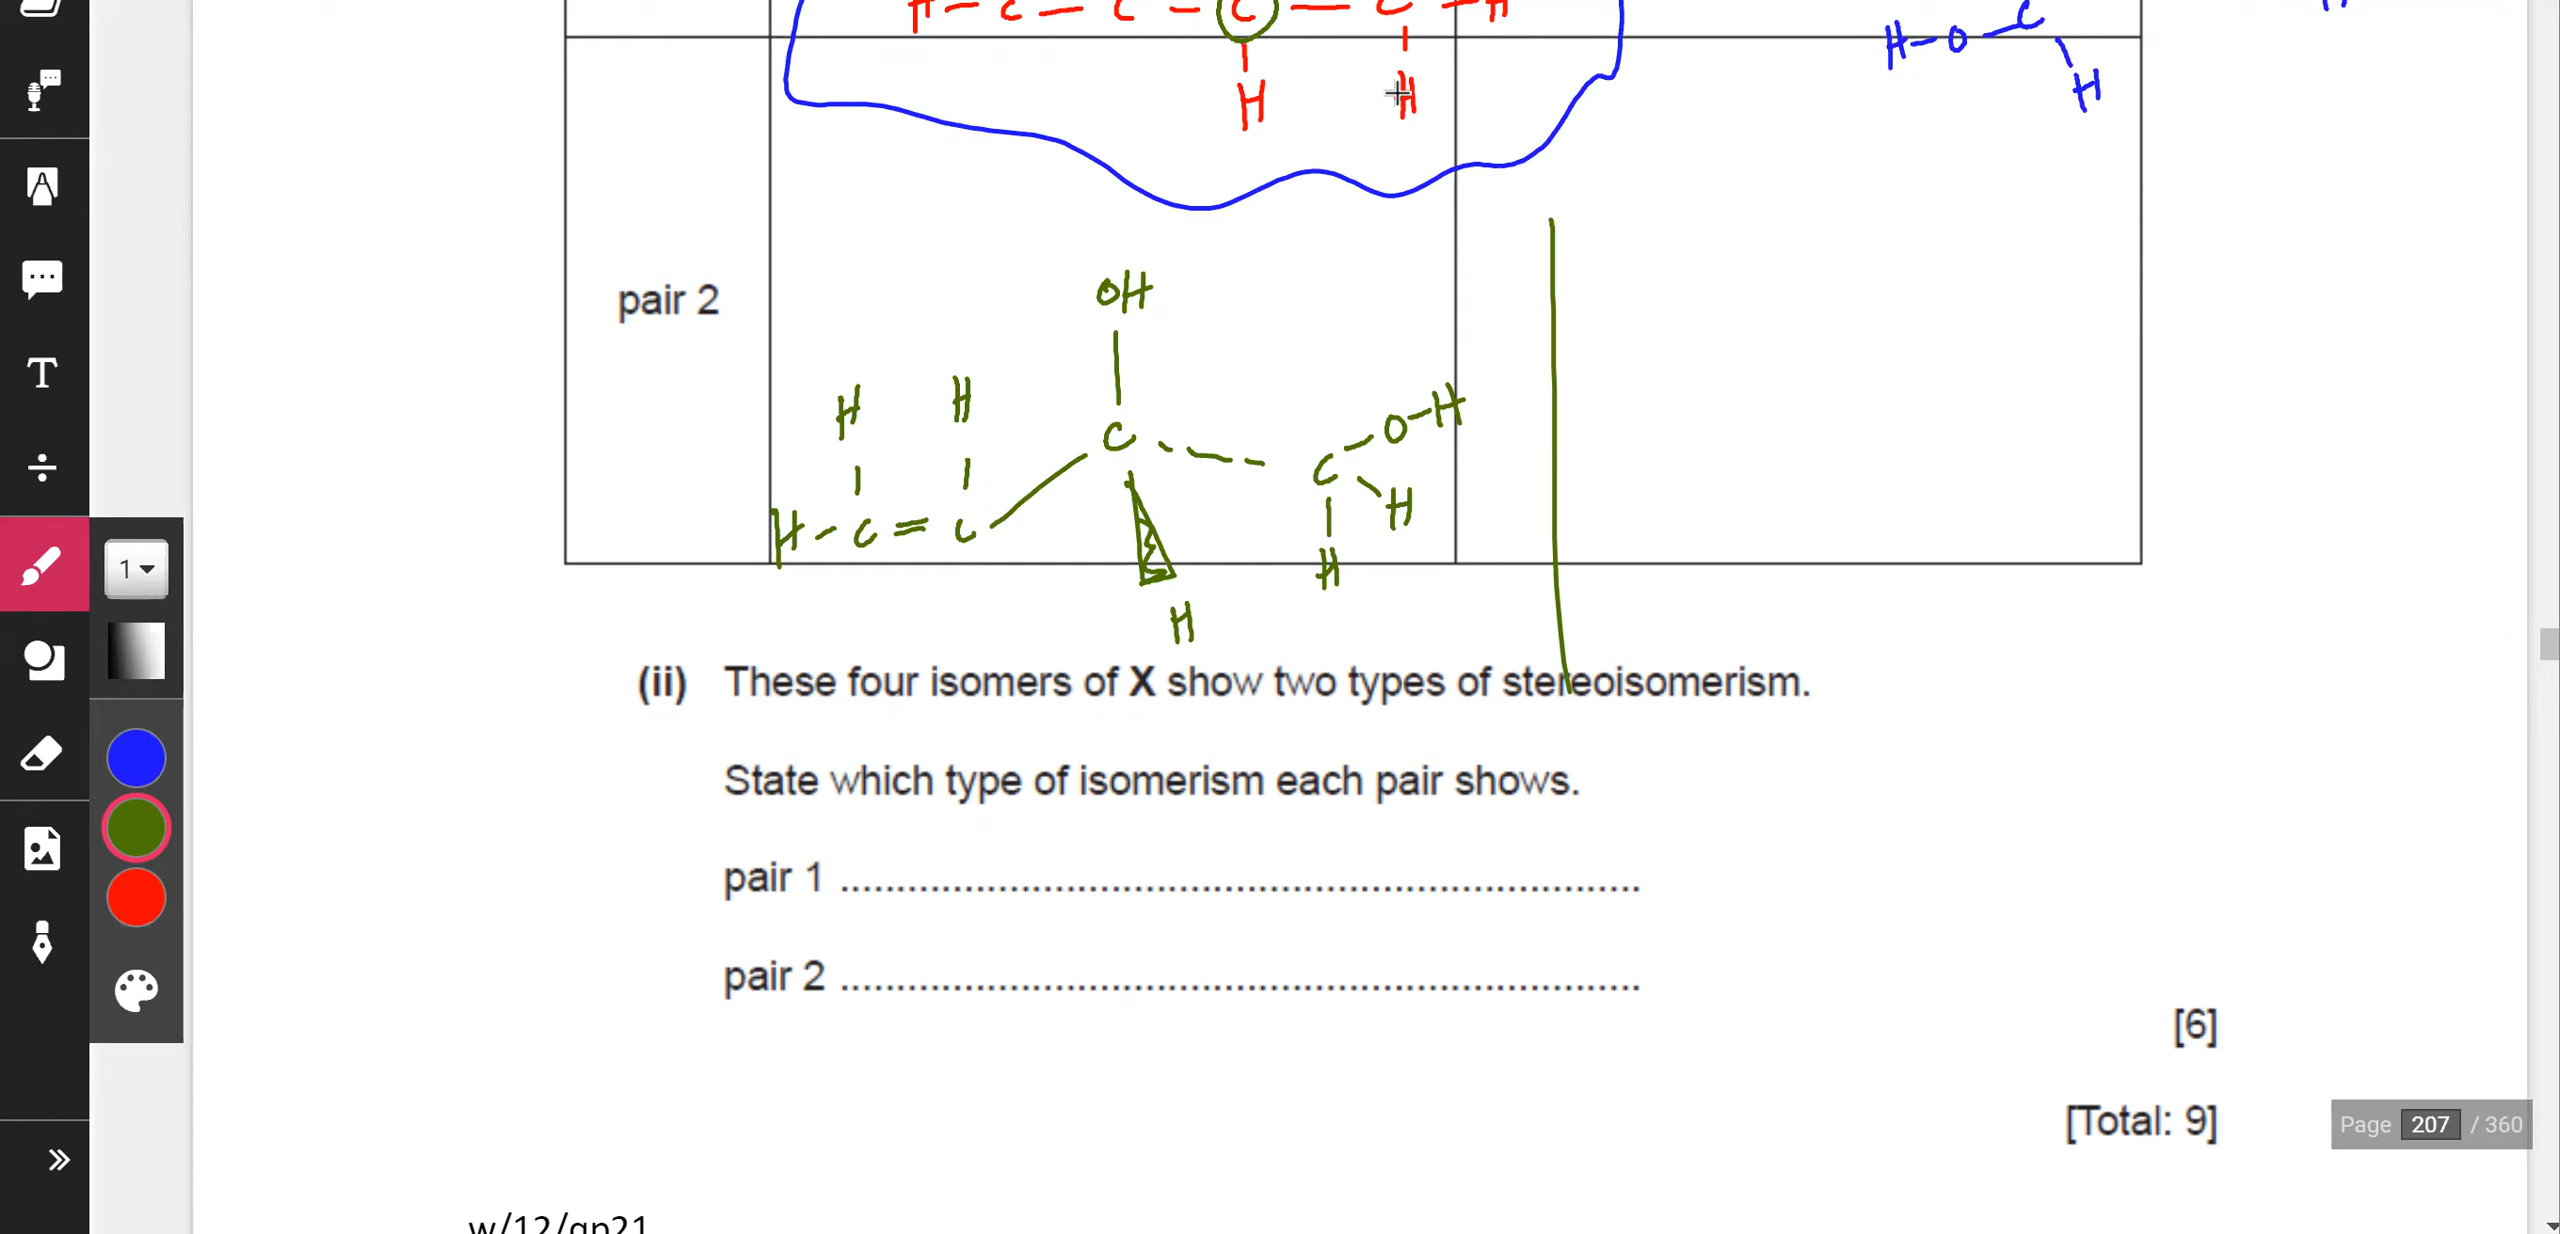 H - C - C - C - C - H
H - O - C
H
H
H
pair 2
OH
H
H
C
C
O-H
H
H - C = C
H
H
(ii) These four isomers of X show two types of stereoisomerism.
State which type of isomerism each pair shows.
pair 1 ........................................................................
pair 2 ........................................................................
[6]
[Total: 9]
Page 207 / 360
1
T